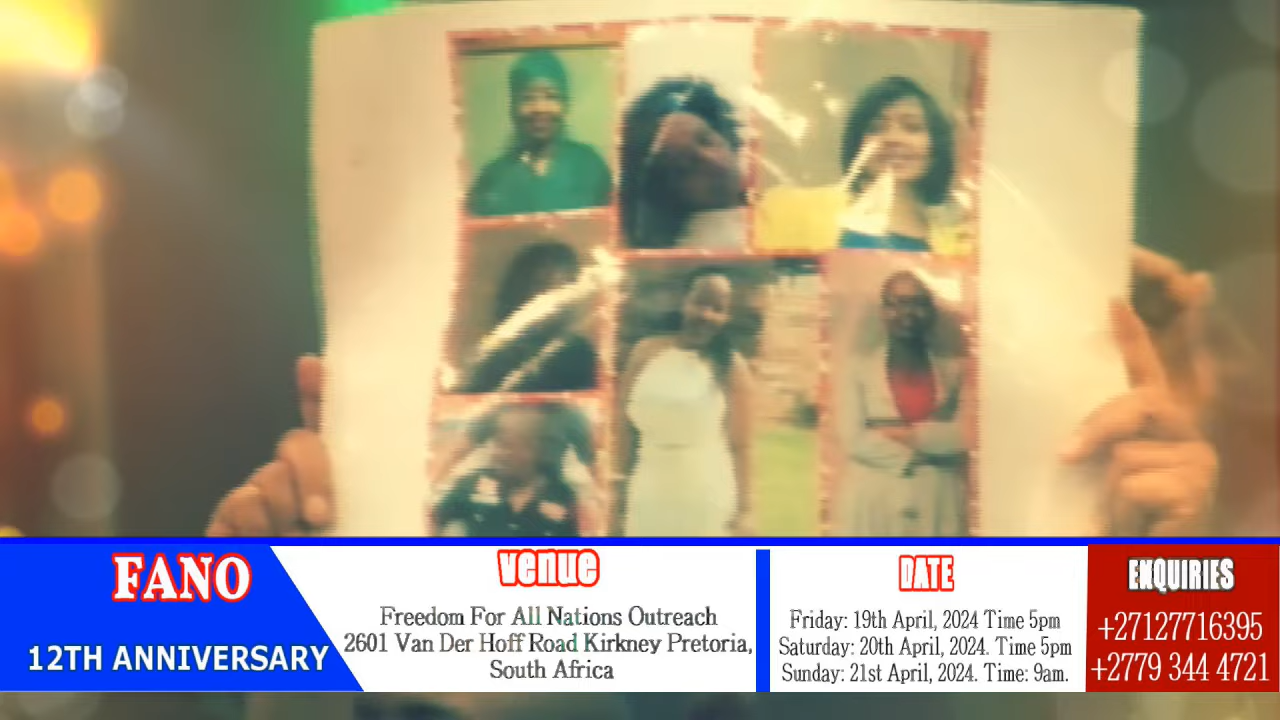 FANO
12TH ANNIVERSARY
venue
Freedom For All Nations Outreach
2601 Van Der Hoff Road Kirkney Pretoria,
South Africa
DATE
Friday: 19th April, 2024 Time 5pm
Saturday: 20th April, 2024. Time 5pm
Sunday: 21st April, 2024. Time: 9am.
ENQUIRIES
+27127716395
+2779 344 4721